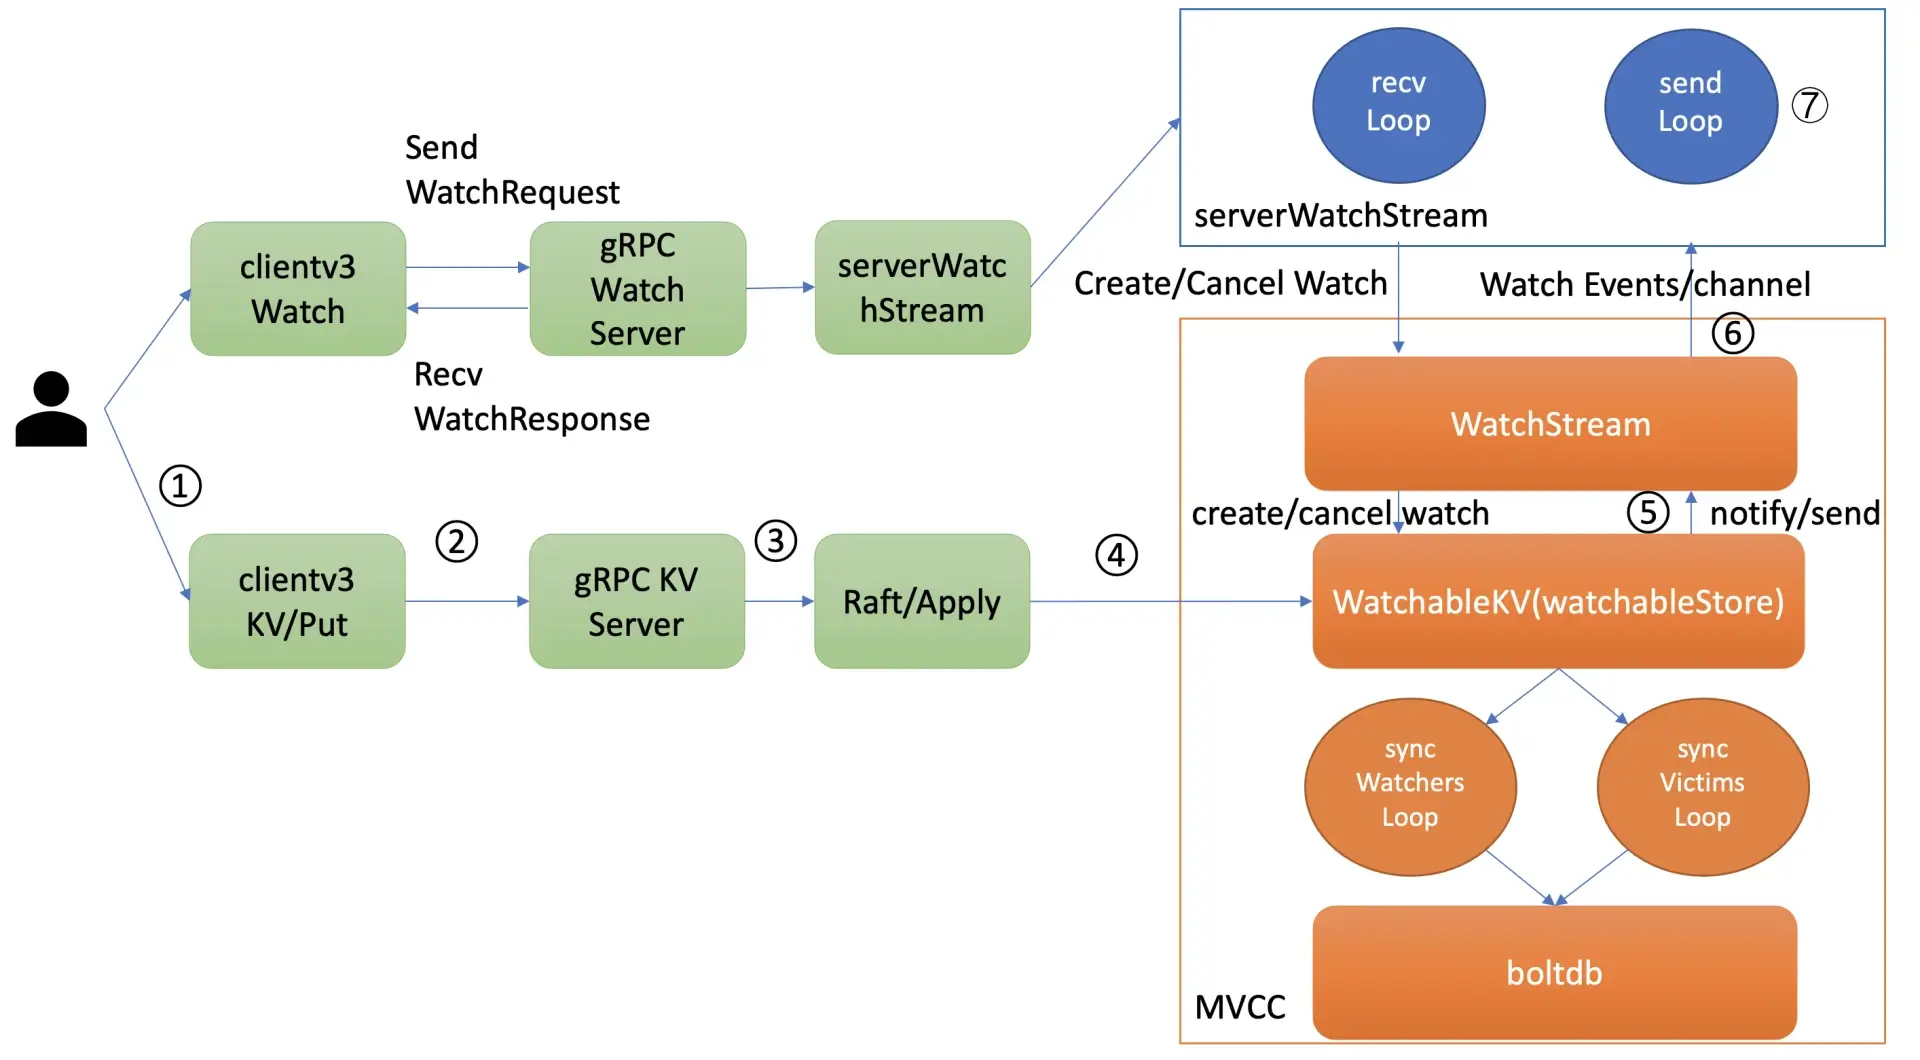 recv
Loop
send
Loop
⑦
serverWatchStream
Send
WatchRequest
clientv3
Watch
gRPC
Watch
Server
serverWatc
hStream
Recv
WatchResponse
Create/Cancel Watch
Watch Events/channel
⑥
WatchStream
create/cancel watch
⑤
notify/send
①
clientv3
KV/Put
②
gRPC KV
Server
③
Raft/Apply
④
WatchableKV(watchableStore)
sync
Watchers
Loop
sync
Victims
Loop
boltdb
MVCC